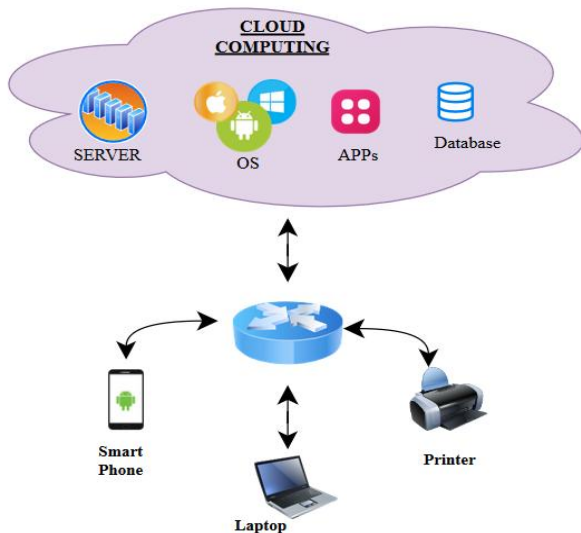 CLOUD
COMPUTING
SERVER
OS
APPs
Database
Smart
Phone
Printer
Laptop